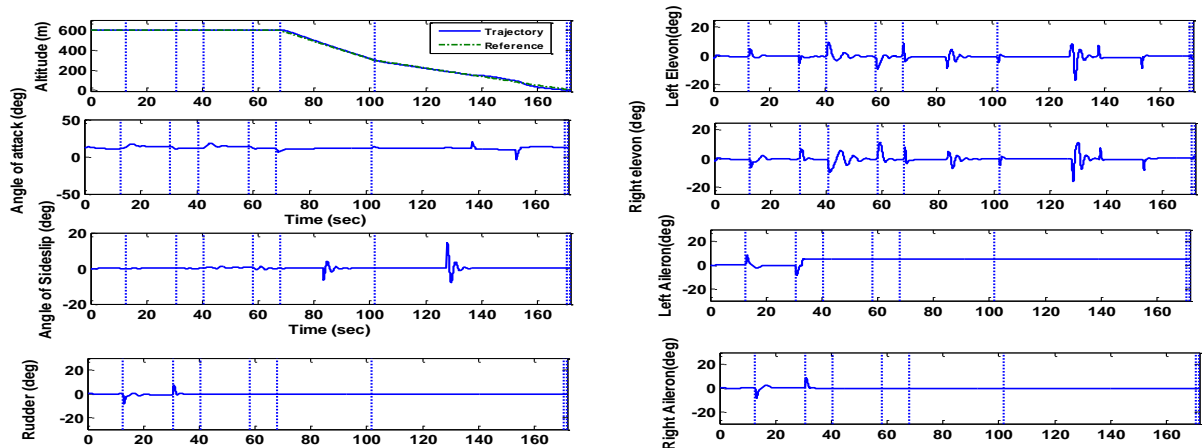 Altitude (m)
600
400
200
0
Trajectory
Reference
0 20 40 60 80 100 120 140 160
Angle of attack (deg)
50
0
-50
0 20 40 60 80 100 120 140 160
Time (sec)
Angle of Sideslip (deg)
20
0
-20
0 20 40 60 80 100 120 140 160
Time (sec)
Rudder (deg)
20
0
-20
0 20 40 60 80 100 120 140 160
Left Elevon(deg)
20
0
-20
0 20 40 60 80 100 120 140 160
Right elevon (deg)
20
0
-20
0 20 40 60 80 100 120 140 160
Left Aileron(deg)
20
0
-20
0 20 40 60 80 100 120 140 160
Right Aileron(deg)
20
0
-20
0 20 40 60 80 100 120 140 160